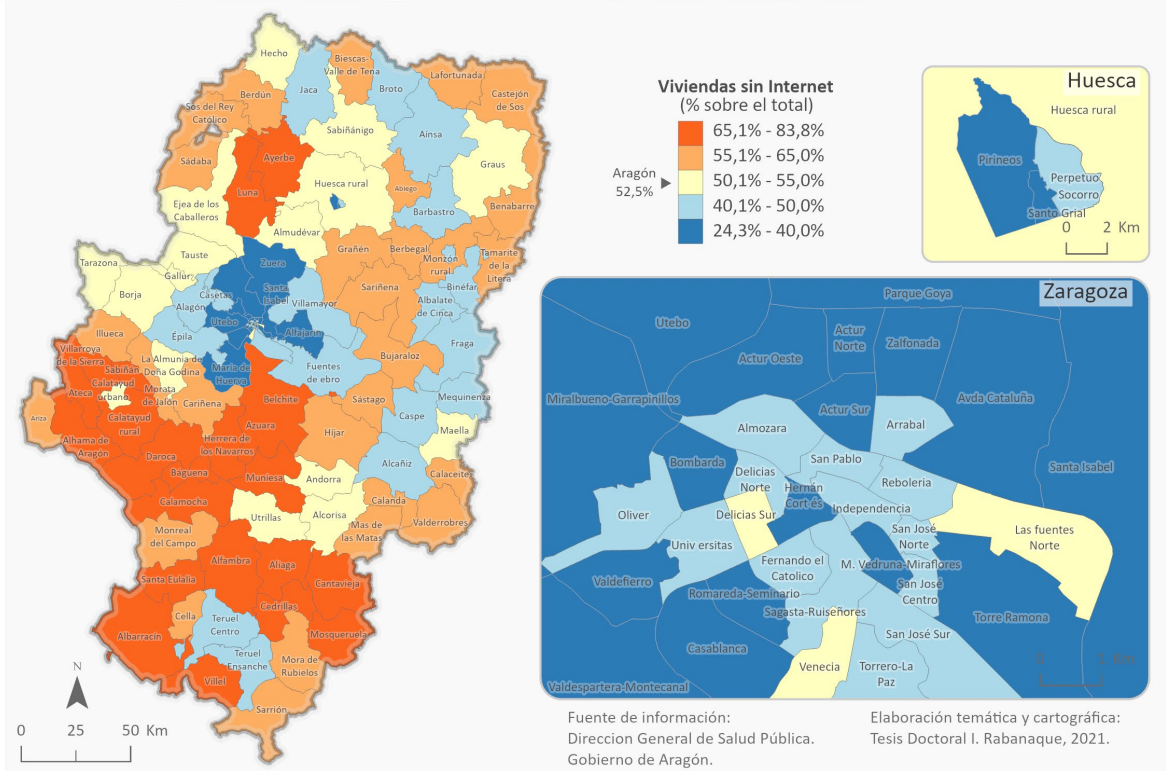 Viviendas sin Internet
(% sobre el total)
65,1% - 83,8%
55,1% - 65,0%
50,1% - 55,0%
40,1% - 50,0%
24,3% - 40,0%
Aragón
52,5%
Hecho
Biescas-
Valle de Tena
Lafortunada
Castejón
de Sos
Jaca
Broto
Berdún
Sos del Rey
Católico
Sabiñánigo
Aínsa
Graus
Sádaba
Ayerbe
Luna
Huesca rural
Abiego
Benabarre
Ejea de los
Caballeros
Barbastro
Almudévar
Grañén
Berbegal
Monzón
rural
Tamarite
de la
Litera
Tarazona
Tauste
Gallur
Zuera
Borja
Sariñena
Binéfar
Albalate
de Cinca
Alagón
Casetas
Santa
Isabel
Villamayor
Utebo
Alfajarín
Illueca
Épila
Fraga
Villarroya
de la Sierra
La Almunia de
Doña Godina
María de
Huerva
Fuentes
de ebro
Bujaraloz
Sabiñán
Calatayud
urbano
Ateca
Morata
de Jalón
Cariñena
Belchite
Mequinenza
Ariza
Calatayud
rural
Sástago
Caspe
Azuara
Maella
Alhama de
Aragón
Herrera de
los Navarros
Híjar
Daroca
Báguena
Muniesa
Andorra
Alcañiz
Calaceite
Calamocha
Utrillas
Alcorisa
Calanda
Mas de
las Matas
Valderrobres
Monreal
del Campo
Alfambra
Aliaga
Santa Eulália
Cantavieja
Cella
Cedrillas
Albarracín
Teruel
Centro
Mosqueruela
Teruel
Ensanche
Mora de
Rubielos
Villel
Sarrión
N
0 25 50 Km
Huesca
Huesca rural
Pirineos
Perpetuo
Socorro
Santo Grial
0 2 Km
Zaragoza
Parque Goya
Utebo
Actur
Norte
Zalfonada
Actur Oeste
Miralbueno-Garrapinillos
Actur Sur
Avda Cataluña
Almozara
Arrabal
Bombarda
San Pablo
Santa Isabel
Delicias
Norte
Hernán
Cort és
Reboleria
Oliver
Delicias Sur
Independencia
Las fuentes
Norte
San José
Norte
Univ ersitas
Fernando el
Catolico
M. Vedruna-Miraflores
Valdefierro
Romareda-Seminario
San José
Centro
Sagasta-Ruiseñores
Torre Ramona
Casablanca
San José Sur
Venecia
Torrero-La
Paz
Valdespartera-Montecanal
0 1 Km
Fuente de información:
Direccion General de Salud Pública.
Gobierno de Aragón.
Elaboración temática y cartográfica:
Tesis Doctoral I. Rabanaque, 2021.